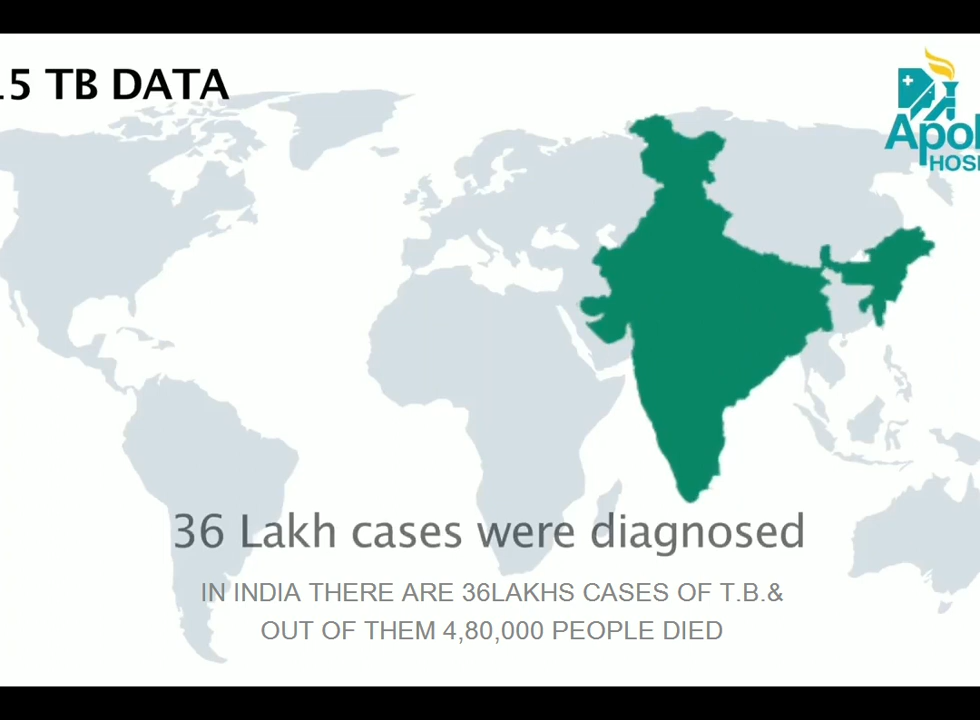 .5 TB DATA
Apol
HOSI
36 Lakh cases were diagnosed
IN INDIA THERE ARE 36LAKHS CASES OF T.B.&
OUT OF THEM 4,80,000 PEOPLE DIED